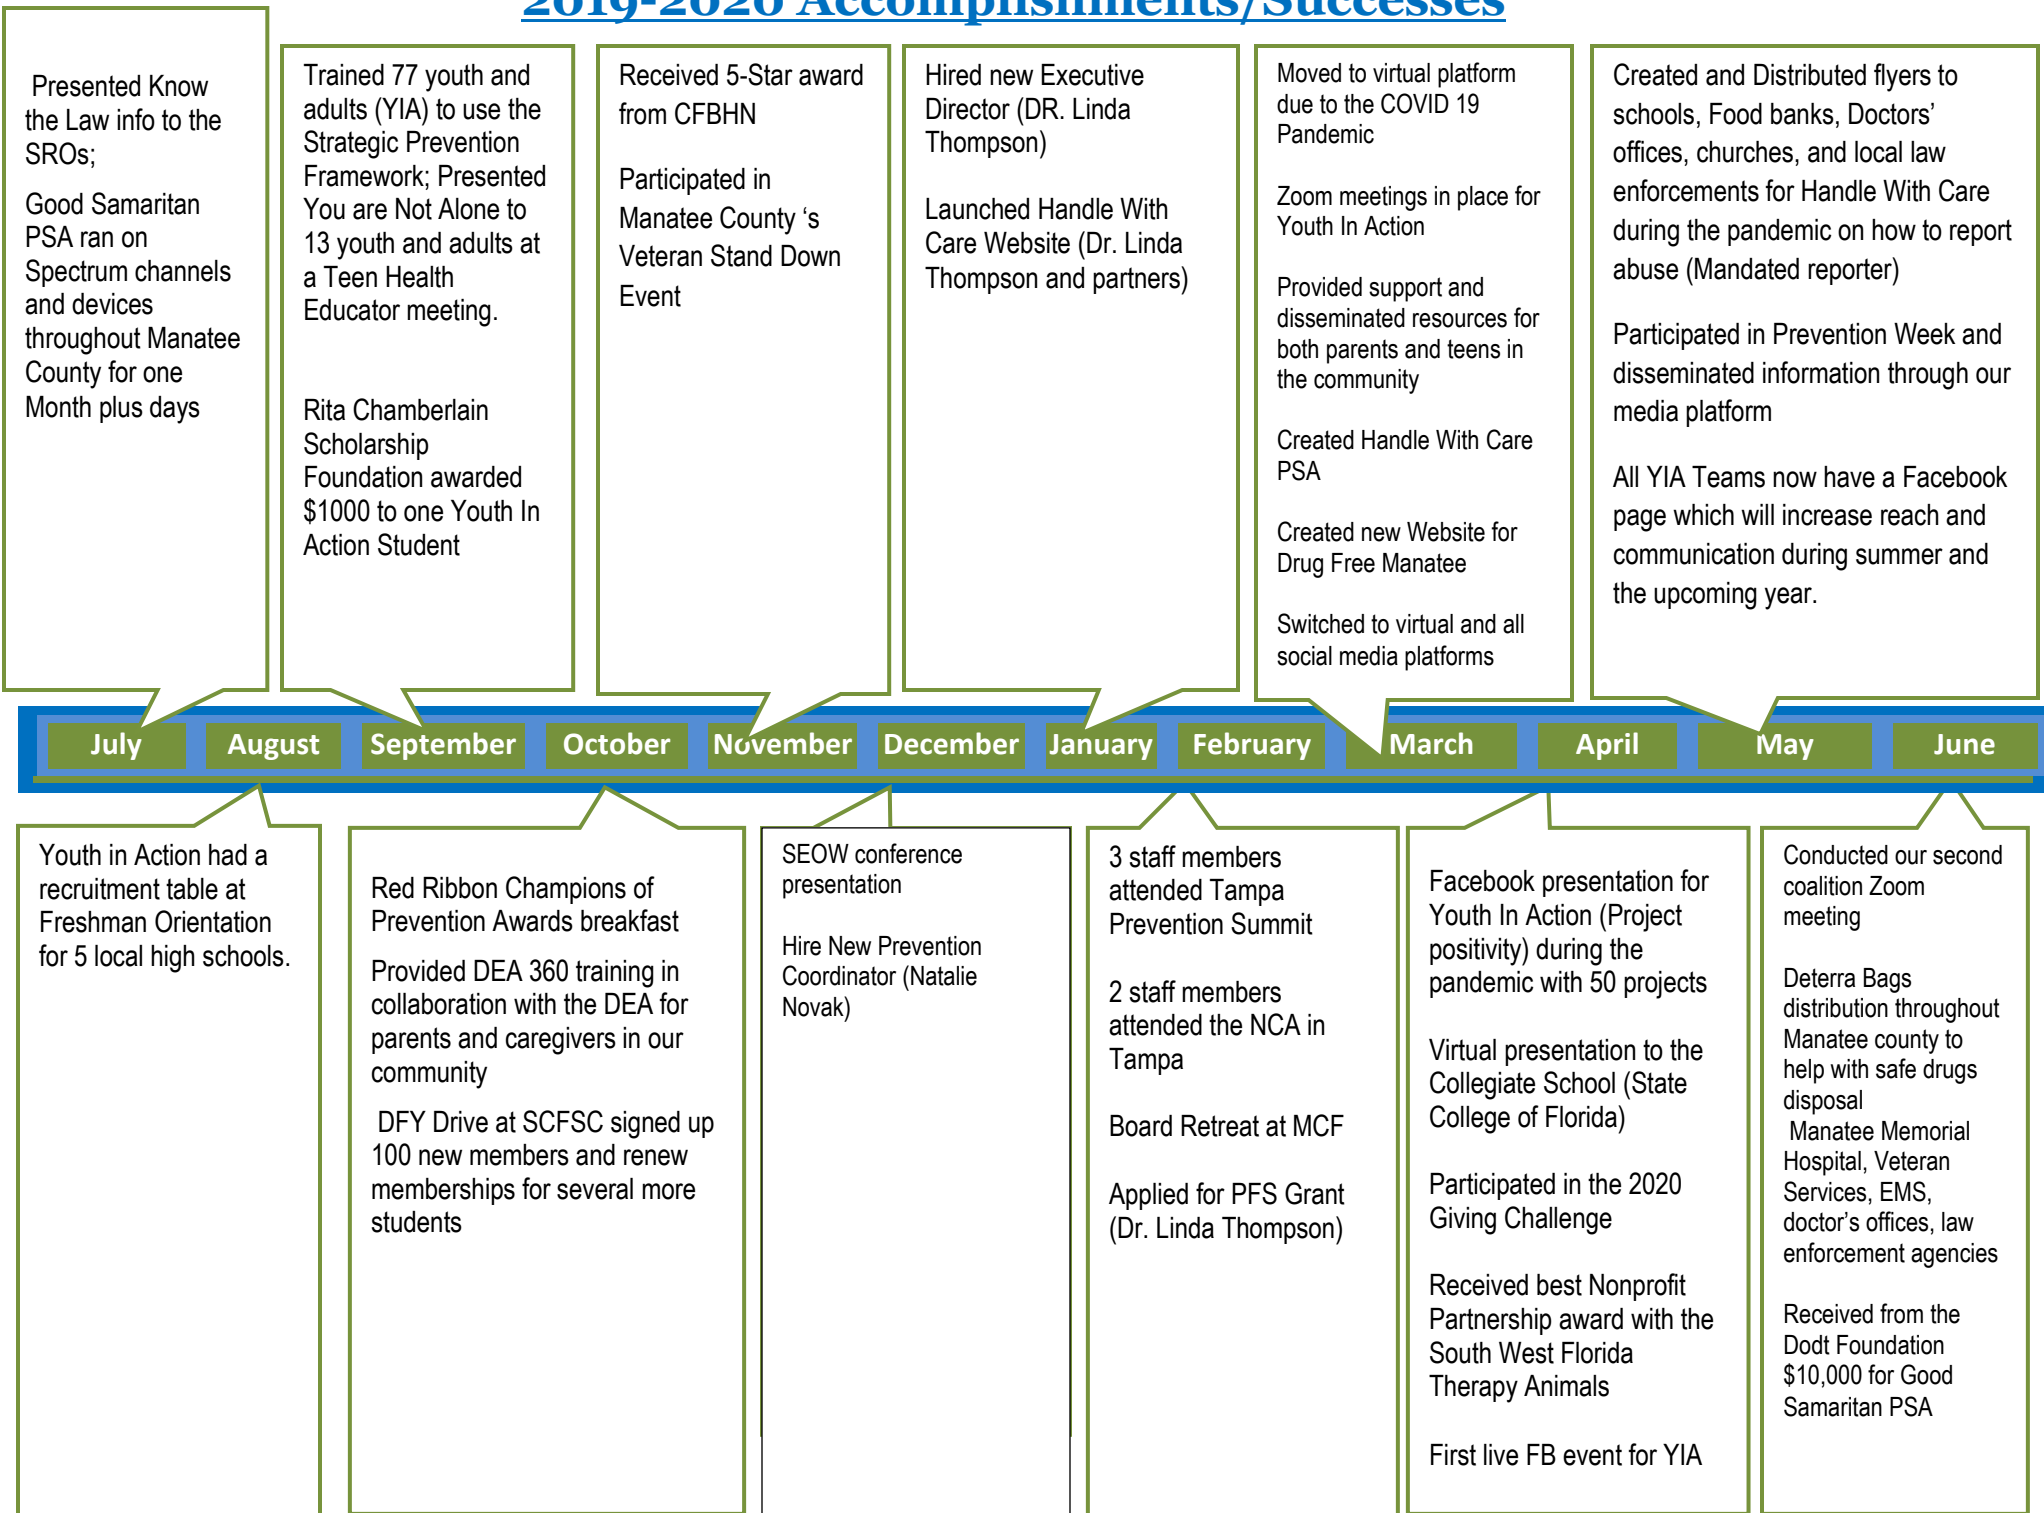 2019-2020 Accomplishments/Successes
Presented Know
the Law info to the
SROs;
Good Samaritan
PSA ran on
Spectrum channels
and devices
throughout Manatee
County for one
Month plus days
Trained 77 youth and
adults (YIA) to use the
Strategic Prevention
Framework; Presented
You are Not Alone to
13 youth and adults at
a Teen Health
Educator meeting.
Rita Chamberlain
Scholarship
Foundation awarded
$1000 to one Youth In
Action Student
Received 5-Star award
from CFBHN
Participated in
Manatee County ‘s
Veteran Stand Down
Event
Hired new Executive
Director (DR. Linda
Thompson)
Launched Handle With
Care Website (Dr. Linda
Thompson and partners)
Moved to virtual platform
due to the COVID 19
Pandemic
Zoom meetings in place for
Youth In Action
Provided support and
disseminated resources for
both parents and teens in
the community
Created Handle With Care
PSA
Created new Website for
Drug Free Manatee
Switched to virtual and all
social media platforms
Created and Distributed flyers to
schools, Food banks, Doctors’
offices, churches, and local law
enforcements for Handle With Care
during the pandemic on how to report
abuse (Mandated reporter)
Participated in Prevention Week and
disseminated information through our
media platform
All YIA Teams now have a Facebook
page which will increase reach and
communication during summer and
the upcoming year.
July August September October November December January February March April May June
Youth in Action had a
recruitment table at
Freshman Orientation
for 5 local high schools.
Red Ribbon Champions of
Prevention Awards breakfast
Provided DEA 360 training in
collaboration with the DEA for
parents and caregivers in our
community
DFY Drive at SCFSC signed up
100 new members and renew
memberships for several more
students
SEOW conference
presentation
Hire New Prevention
Coordinator (Natalie
Novak)
3 staff members
attended Tampa
Prevention Summit
2 staff members
attended the NCA in
Tampa
Board Retreat at MCF
Applied for PFS Grant
(Dr. Linda Thompson)
Facebook presentation for
Youth In Action (Project
positivity) during the
pandemic with 50 projects
Virtual presentation to the
Collegiate School (State
College of Florida)
Participated in the 2020
Giving Challenge
Received best Nonprofit
Partnership award with the
South West Florida
Therapy Animals
First live FB event for YIA
Conducted our second
coalition Zoom
meeting
Deterra Bags
distribution throughout
Manatee county to
help with safe drugs
disposal
Manatee Memorial
Hospital, Veteran
Services, EMS,
doctor’s offices, law
enforcement agencies
Received from the
Dodt Foundation
$10,000 for Good
Samaritan PSA